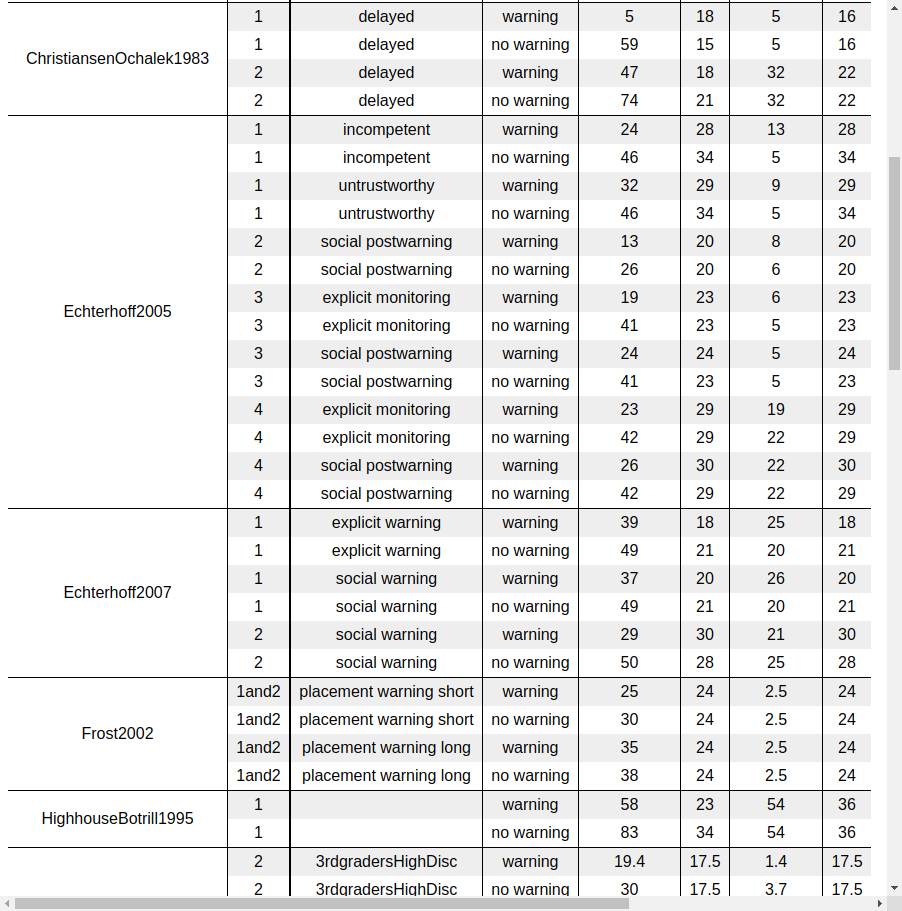 1 delayed warning 5 18 5 16
ChristiansenOchalek1983
1 delayed no warning 59 15 5 16
2 delayed warning 47 18 32 22
2 delayed no warning 74 21 32 22
1 incompetent warning 24 28 13 28
1 incompetent no warning 46 34 5 34
1 untrustworthy warning 32 29 9 29
1 untrustworthy no warning 46 34 5 34
2 social postwarning warning 13 20 8 20
2 social postwarning no warning 26 20 6 20
3 explicit monitoring warning 19 23 6 23
Echterhoff2005
3 explicit monitoring no warning 41 23 5 23
3 social postwarning warning 24 24 5 24
3 social postwarning no warning 41 23 5 23
4 explicit monitoring warning 23 29 19 29
4 explicit monitoring no warning 42 29 22 29
4 social postwarning warning 26 30 22 30
4 social postwarning no warning 42 29 22 29
1 explicit warning warning 39 18 25 18
1 explicit warning no warning 49 21 20 21
1 social warning warning 37 20 26 20
Echterhoff2007
1 social warning no warning 49 21 20 21
2 social warning warning 29 30 21 30
2 social warning no warning 50 28 25 28
1and2 placement warning short warning 25 24 2.5 24
1and2 placement warning short no warning 30 24 2.5 24
Frost2002
1and2 placement warning long warning 35 24 2.5 24
1and2 placement warning long no warning 38 24 2.5 24
1 warning 58 23 54 36
HighhouseBotrill1995
1 no warning 83 34 54 36
2 3rdgradersHighDisc warning 19.4 17.5 1.4 17.5
2 3rdgradersHighDisc no warning 30 17.5 3.7 17.5